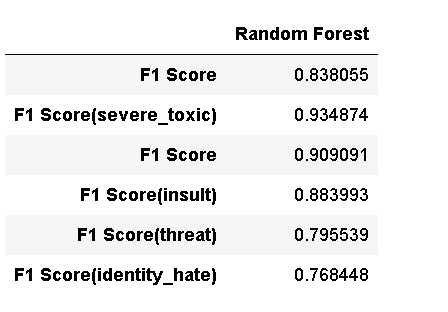 Random Forest
F1 Score 0.838055
F1 Score(severe_toxic) 0.934874
F1 Score 0.909091
F1 Score(insult) 0.883993
F1 Score(threat) 0.795539
F1 Score(identity_hate) 0.768448